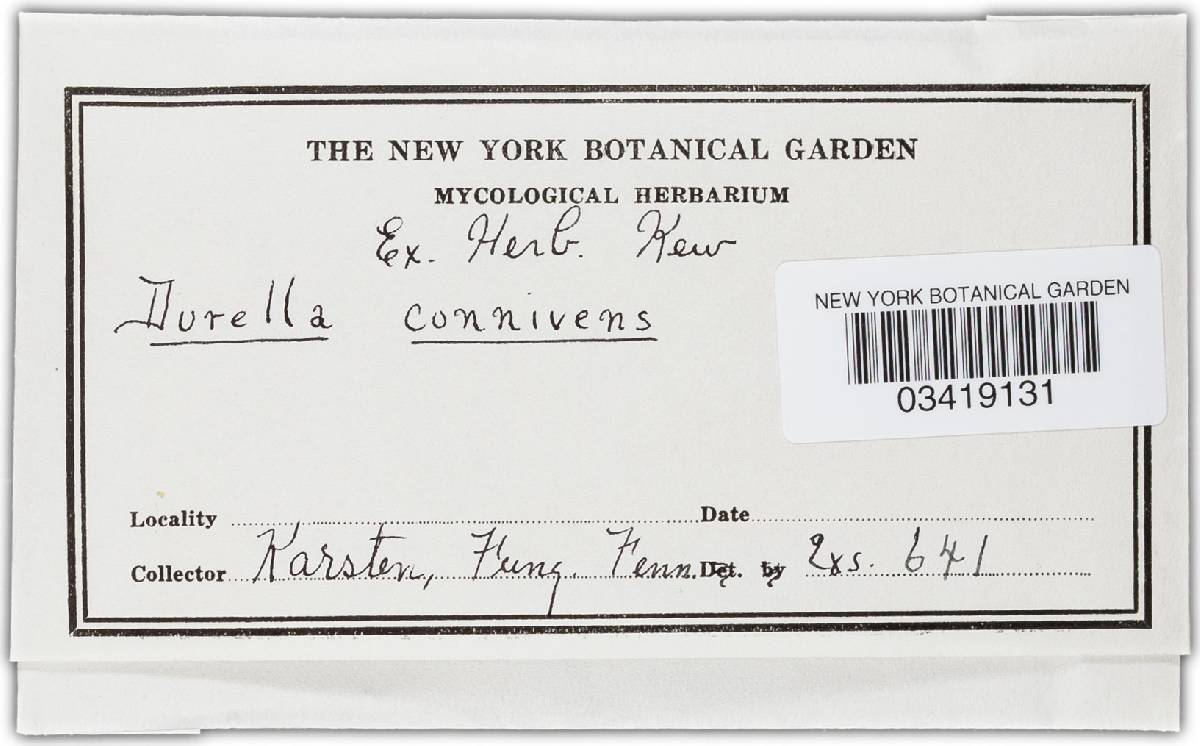 THE NEW YORK BOTANICAL GARDEN
MYCOLOGICAL HERBARIUM
Ex. Herb. Kew
Durella connivens
NEW YORK BOTANICAL GARDEN
03419131
Locality Date
Collector Karsten, Fung. Fenn. Det. by Exs. 641